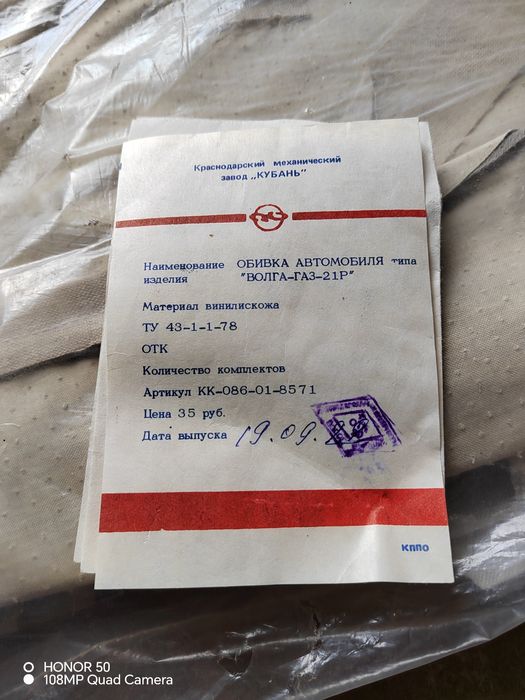 Краснодарский механический
завод „КУБАНЬ"
Наименование ОБИВКА АВТОМОБИЛЯ типа
изделия "ВОЛГА-ГАЗ-21Р"
Материал винилискожа
ТУ 43-1-1-78
ОТК
Количество комплектов
Артикул КК-086-01-8571
Цена 35 руб.
Дата выпуска 19.09.
КППО
HONOR 50
108MP Quad Camera